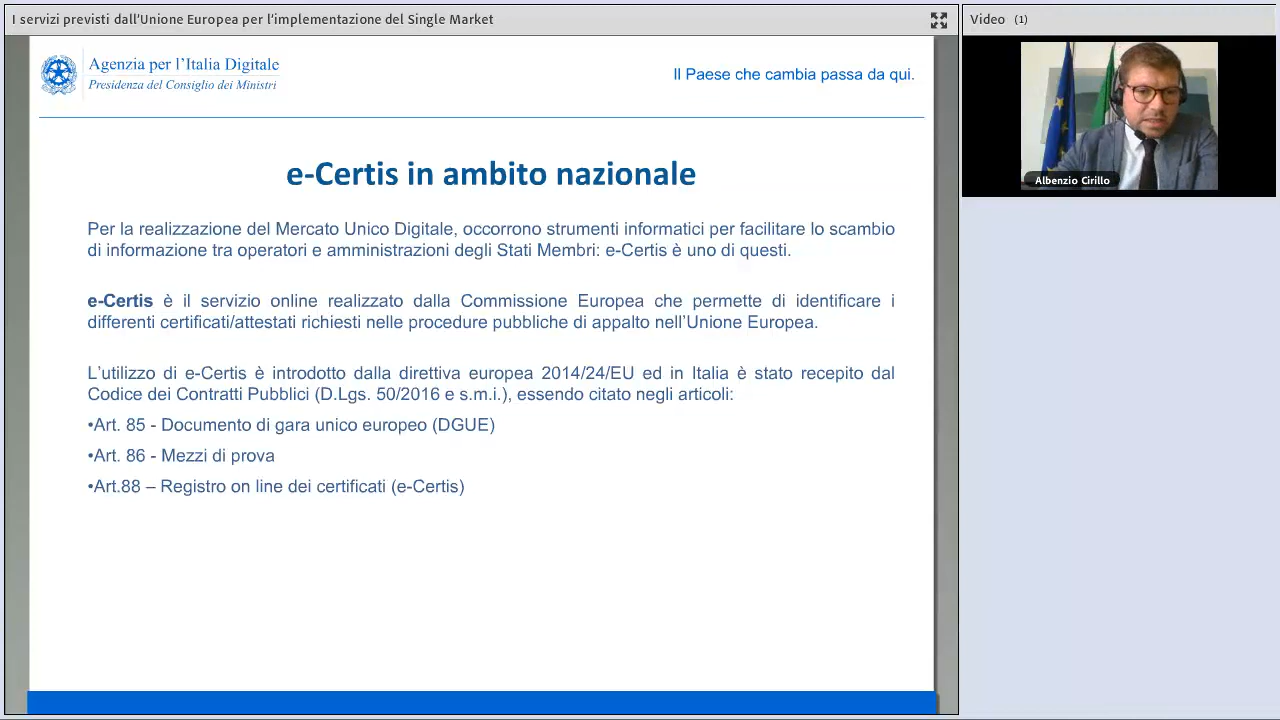 I servizi previsti dall'Unione Europea per l'implementazione del Single Market
Video (1)
Agenzia per l'Italia Digitale
Presidenza del Consiglio dei Ministri
Il Paese che cambia passa da qui.
Albenzio Cirillo
e-Certis in ambito nazionale
Per la realizzazione del Mercato Unico Digitale, occorrono strumenti informatici per facilitare lo scambio
di informazione tra operatori e amministrazioni degli Stati Membri: e-Certis è uno di questi.
e-Certis è il servizio online realizzato dalla Commissione Europea che permette di identificare i
differenti certificati/attestati richiesti nelle procedure pubbliche di appalto nell'Unione Europea.
L'utilizzo di e-Certis è introdotto dalla direttiva europea 2014/24/EU ed in Italia è stato recepito dal
Codice dei Contratti Pubblici (D.Lgs. 50/2016 e s.m.i.), essendo citato negli articoli:
•Art. 85 - Documento di gara unico europeo (DGUE)
•Art. 86 - Mezzi di prova
•Art.88 – Registro on line dei certificati (e-Certis)